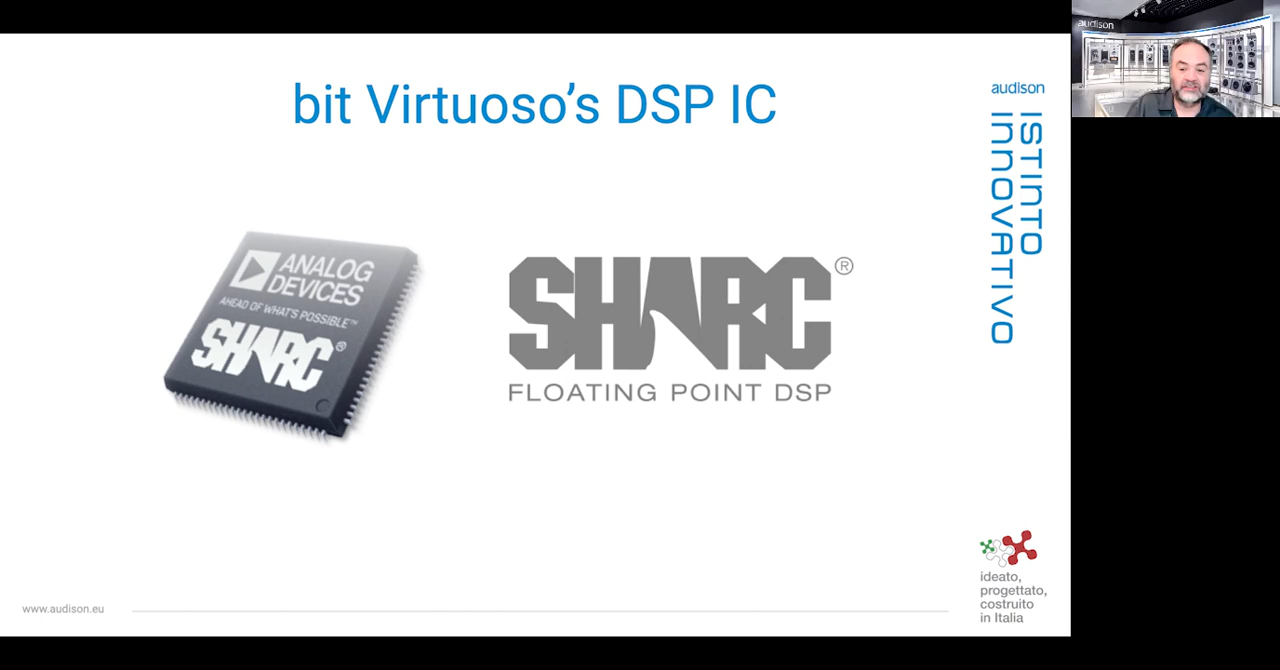 bit Virtuoso’s DSP IC
audison
ISTINTO
INNOVATIVO
ANALOG
DEVICES
AHEAD OF WHAT'S POSSIBLE™
SHARC®
SHARC®
FLOATING POINT DSP
ideato,
progettato,
costruito
in Italia
www.audison.eu
audison